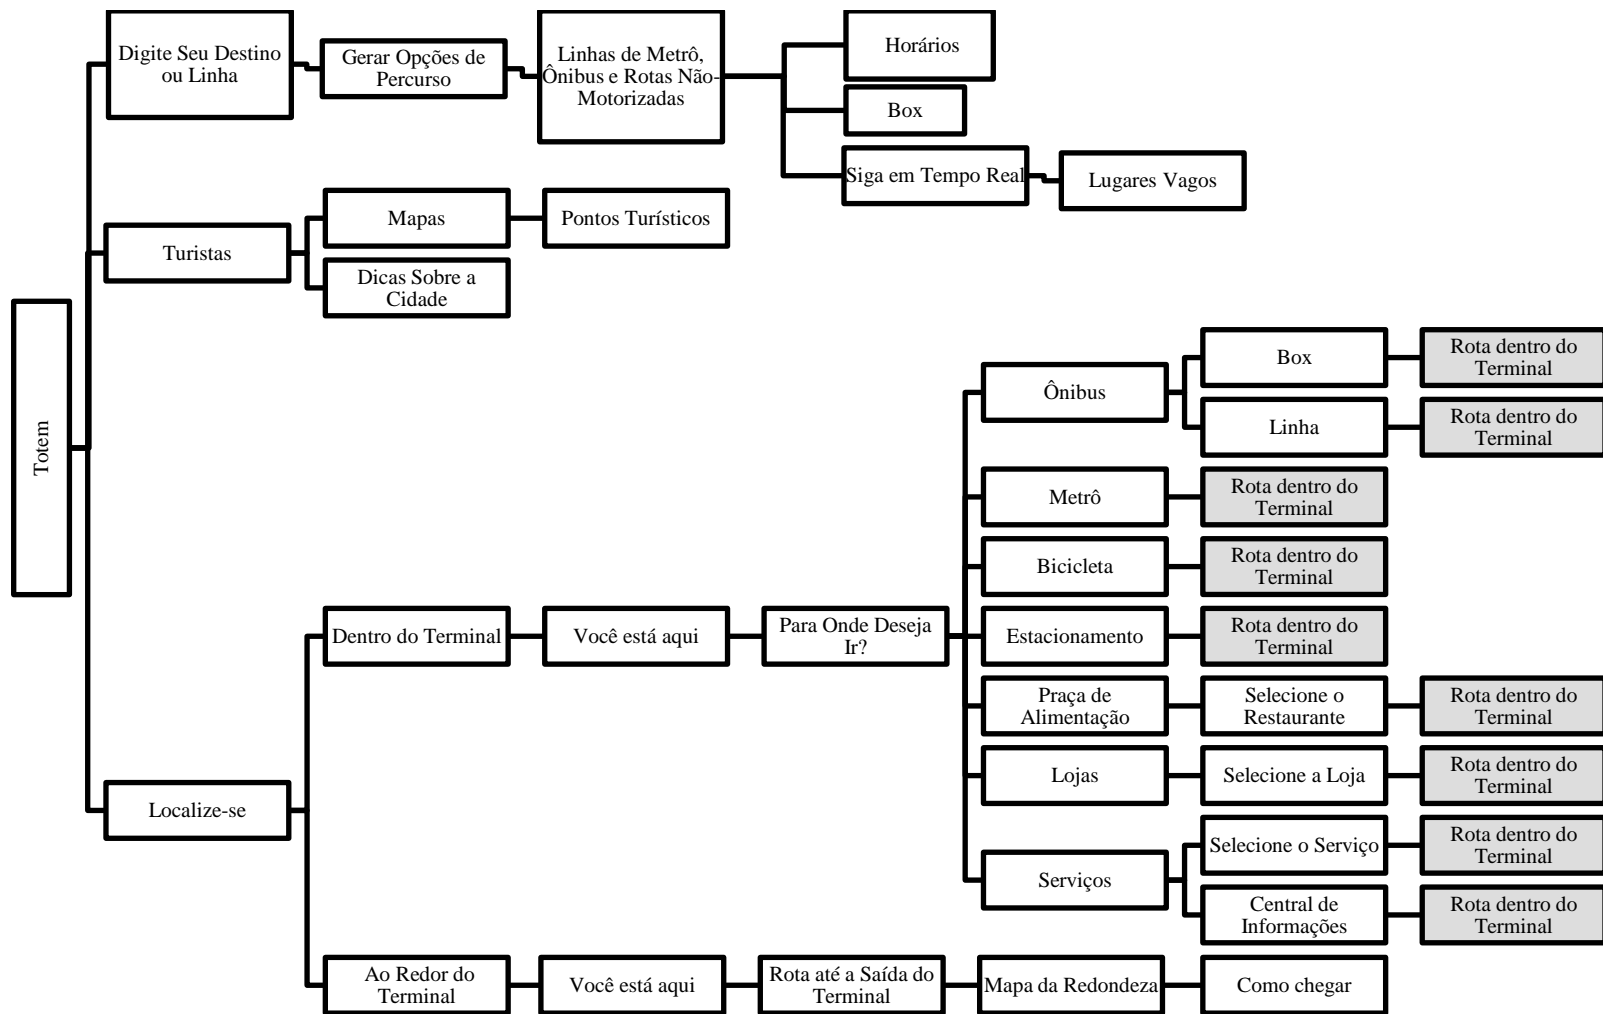 Totem
Digite Seu Destino
ou Linha
Gerar Opções de
Percurso
Linhas de Metrô,
Ônibus e Rotas Não-
Motorizadas
Horários
Box
Siga em Tempo Real
Lugares Vagos
Turistas
Mapas
Pontos Turísticos
Dicas Sobre a
Cidade
Localize-se
Dentro do Terminal
Você está aqui
Para Onde Deseja
Ir?
Ônibus
Box
Rota dentro do
Terminal
Linha
Rota dentro do
Terminal
Metrô
Rota dentro do
Terminal
Bicicleta
Rota dentro do
Terminal
Estacionamento
Rota dentro do
Terminal
Praça de
Alimentação
Selecione o
Restaurante
Rota dentro do
Terminal
Lojas
Selecione a Loja
Rota dentro do
Terminal
Serviços
Selecione o Serviço
Rota dentro do
Terminal
Central de
Informações
Rota dentro do
Terminal
Ao Redor do
Terminal
Você está aqui
Rota até a Saída do
Terminal
Mapa da Redondeza
Como chegar